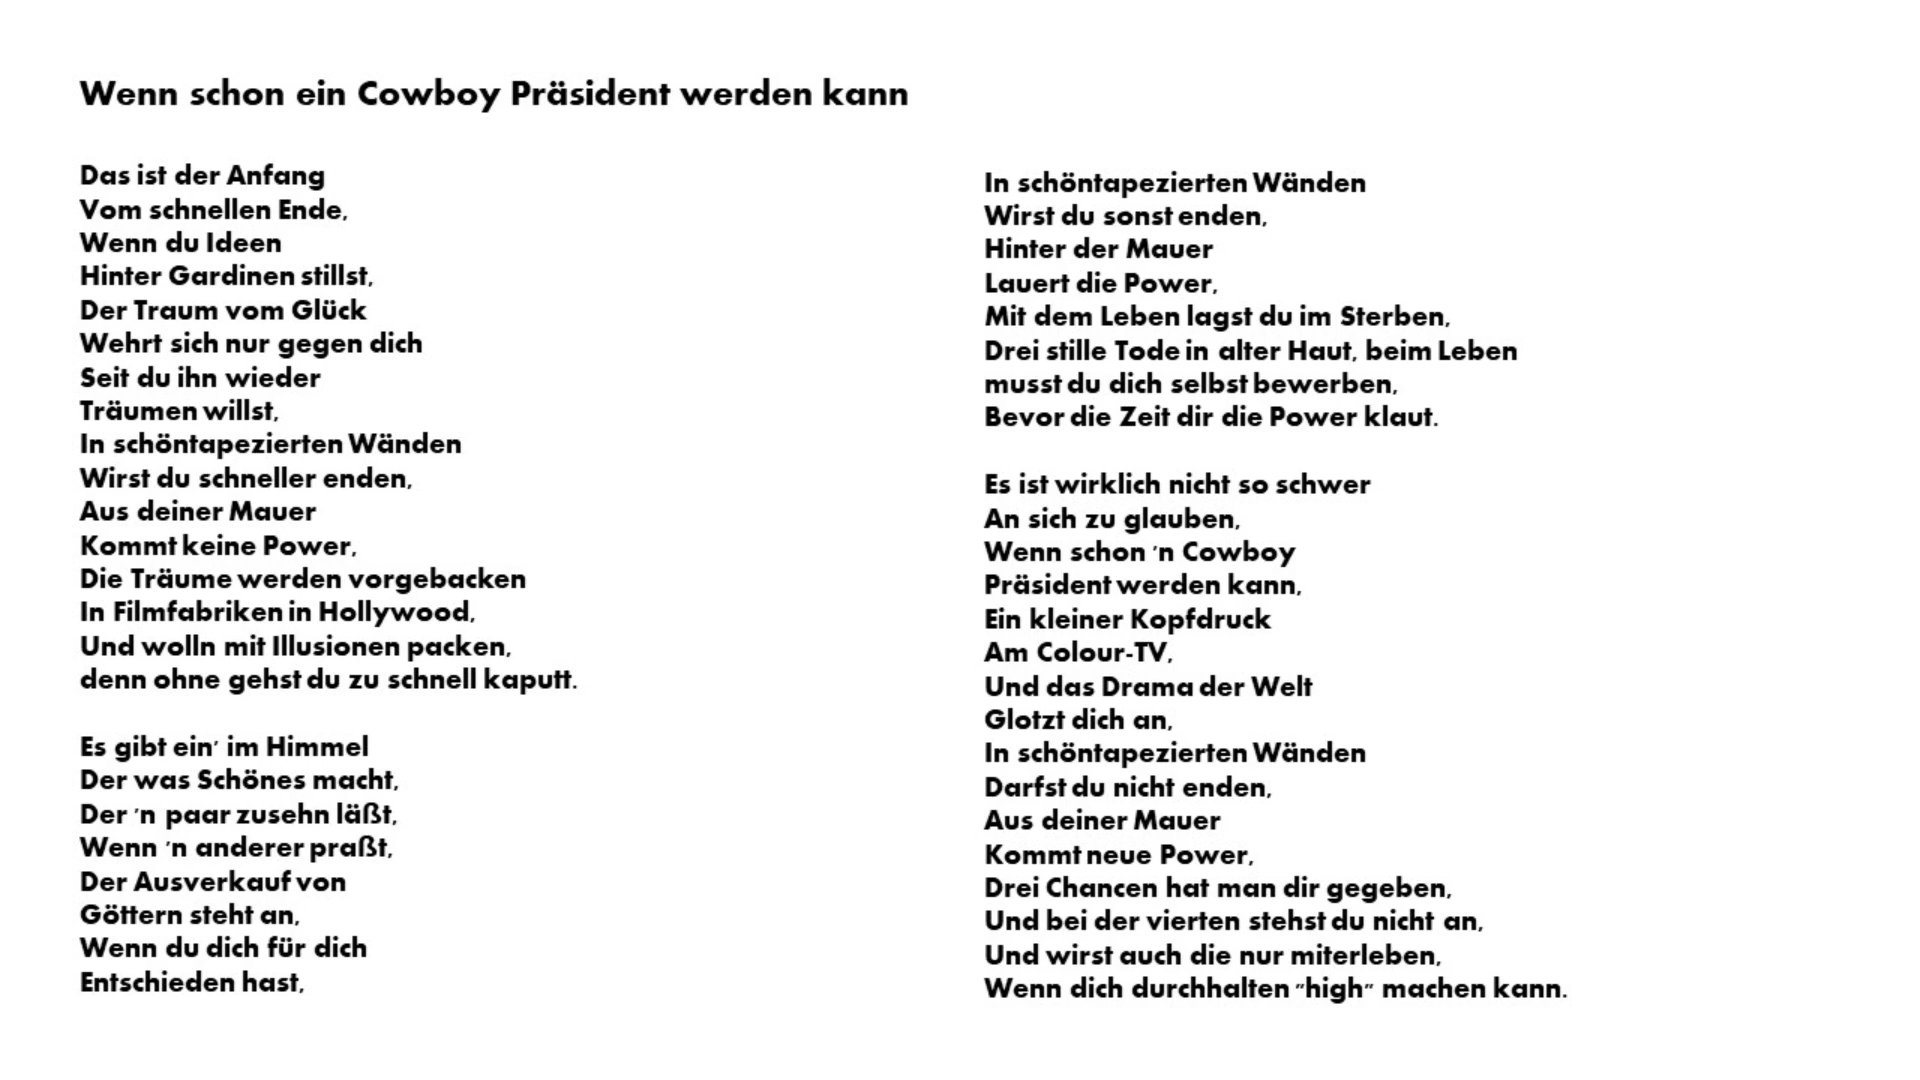 Wenn schon ein Cowboy Präsident werden kann
Das ist der Anfang
Vom schnellen Ende,
Wenn du Ideen
Hinter Gardinen stillst,
Der Traum vom Glück
Wehrt sich nur gegen dich
Seit du ihn wieder
Träumen willst,
In schöntapezierten Wänden
Wirst du schneller enden,
Aus deiner Mauer
Kommt keine Power,
Die Träume werden vorgebacken
In Filmfabriken in Hollywood,
Und wolln mit Illusionen packen,
denn ohne gehst du zu schnell kaputt.
Es gibt ein' im Himmel
Der was Schönes macht,
Der 'n paar zusehn läßt,
Wenn 'n anderer praßt,
Der Ausverkauf von
Göttern steht an,
Wenn du dich für dich
Entschieden hast,
In schöntapezierten Wänden
Wirst du sonst enden,
Hinter der Mauer
Lauert die Power,
Mit dem Leben lagst du im Sterben,
Drei stille Tode in alter Haut, beim Leben
musst du dich selbst bewerben,
Bevor die Zeit dir die Power klaut.
Es ist wirklich nicht so schwer
An sich zu glauben,
Wenn schon 'n Cowboy
Präsident werden kann,
Ein kleiner Kopfdruck
Am Colour-TV,
Und das Drama der Welt
Glotzt dich an,
In schöntapezierten Wänden
Darfst du nicht enden,
Aus deiner Mauer
Kommt neue Power,
Drei Chancen hat man dir gegeben,
Und bei der vierten stehst du nicht an,
Und wirst auch die nur miterleben,
Wenn dich durchhalten "high" machen kann.